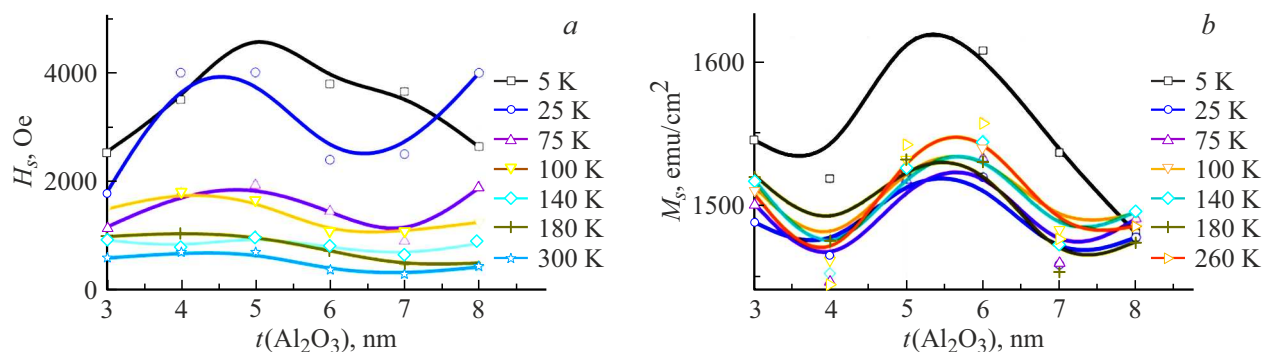 a
4000
2000
0
3 4 5 6 7 8
H_s, Oe
t(Al₂O₃), nm
5 K
25 K
75 K
100 K
140 K
180 K
300 K
b
1600
1500
3 4 5 6 7 8
M_s, emu/cm²
t(Al₂O₃), nm
5 K
25 K
75 K
100 K
140 K
180 K
260 K